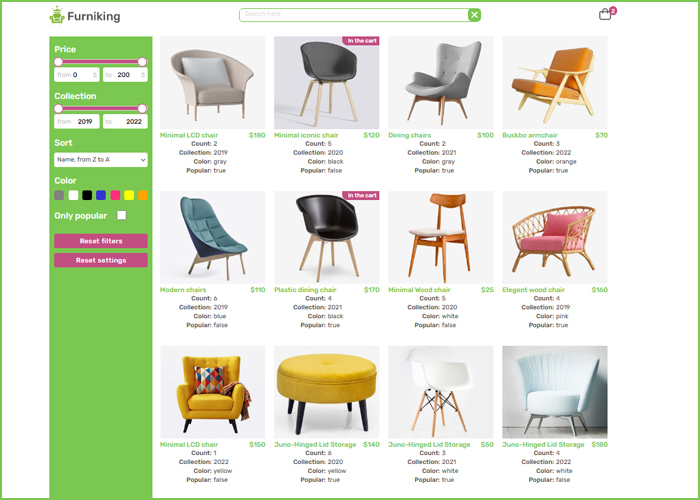 Furniking
Search here
2
Price
from 0 $
to 200 $
Collection
from 2019
to 2022
Sort
Name, from Z to A
Color
Only popular
Reset filters
Reset settings
Minimal LCD chair $180
Count: 2
Collection: 2019
Color: gray
Popular: true
In the cart
Minimal iconic chair $120
Count: 5
Collection: 2020
Color: black
Popular: false
Dining chairs $100
Count: 2
Collection: 2021
Color: gray
Popular: true
Buskbo armchair $70
Count: 3
Collection: 2022
Color: orange
Popular: true
Modern chairs $110
Count: 6
Collection: 2019
Color: blue
Popular: false
In the cart
Plastic dining chair $170
Count: 4
Collection: 2021
Color: black
Popular: true
Minimal Wood chair $25
Count: 5
Collection: 2020
Color: white
Popular: false
Elegent wood chair $160
Count: 4
Collection: 2019
Color: pink
Popular: true
Minimal LCD chair $150
Count: 1
Collection: 2022
Color: yellow
Popular: true
Juno-Hinged Lid Storage $140
Count: 6
Collection: 2020
Color: yellow
Popular: true
Juno-Hinged Lid Storage $50
Count: 3
Collection: 2021
Color: white
Popular: true
Juno-Hinged Lid Storage $180
Count: 4
Collection: 2022
Color: white
Popular: false